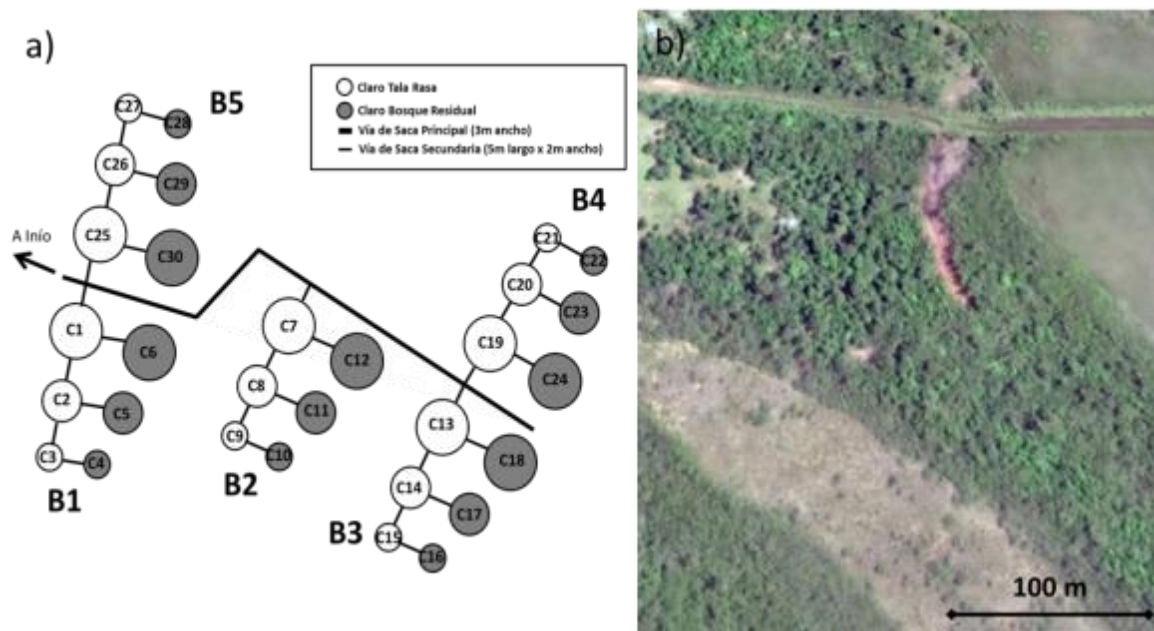 a)
Claro Tala Rasa
Claro Bosque Residual
Vía de Saca Principal (3m ancho)
Vía de Saca Secundaria (5m largo x 2m ancho)
B5
C27
C28
C26
C29
C25
C30
A Inío
B4
C21
C22
C20
C23
C19
C24
C1
C6
C2
C5
C3
C4
B1
C7
C12
C8
C11
C9
C10
B2
C13
C18
C14
C17
C15
C16
B3
b)
100 m